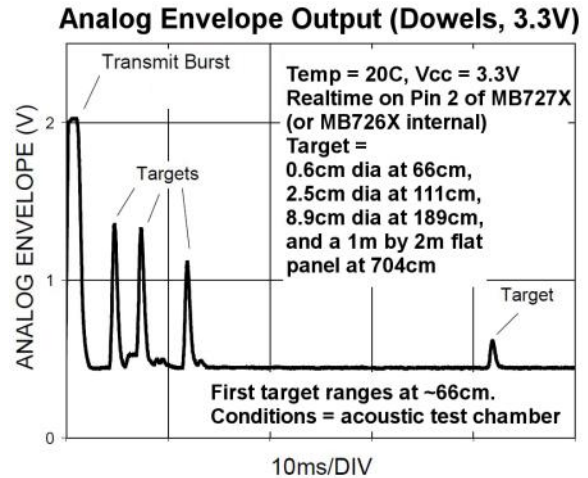 Analog Envelope Output (Dowels, 3.3V)
Transmit Burst
Temp = 20C, Vcc = 3.3V
Realtime on Pin 2 of MB727X
(or MB726X internal)
Target =
0.6cm dia at 66cm,
2.5cm dia at 111cm,
8.9cm dia at 189cm,
and a 1m by 2m flat
panel at 704cm
Targets
Target
First target ranges at ~66cm.
Conditions = acoustic test chamber
ANALOG ENVELOPE (V)
2
1
0
10ms/DIV